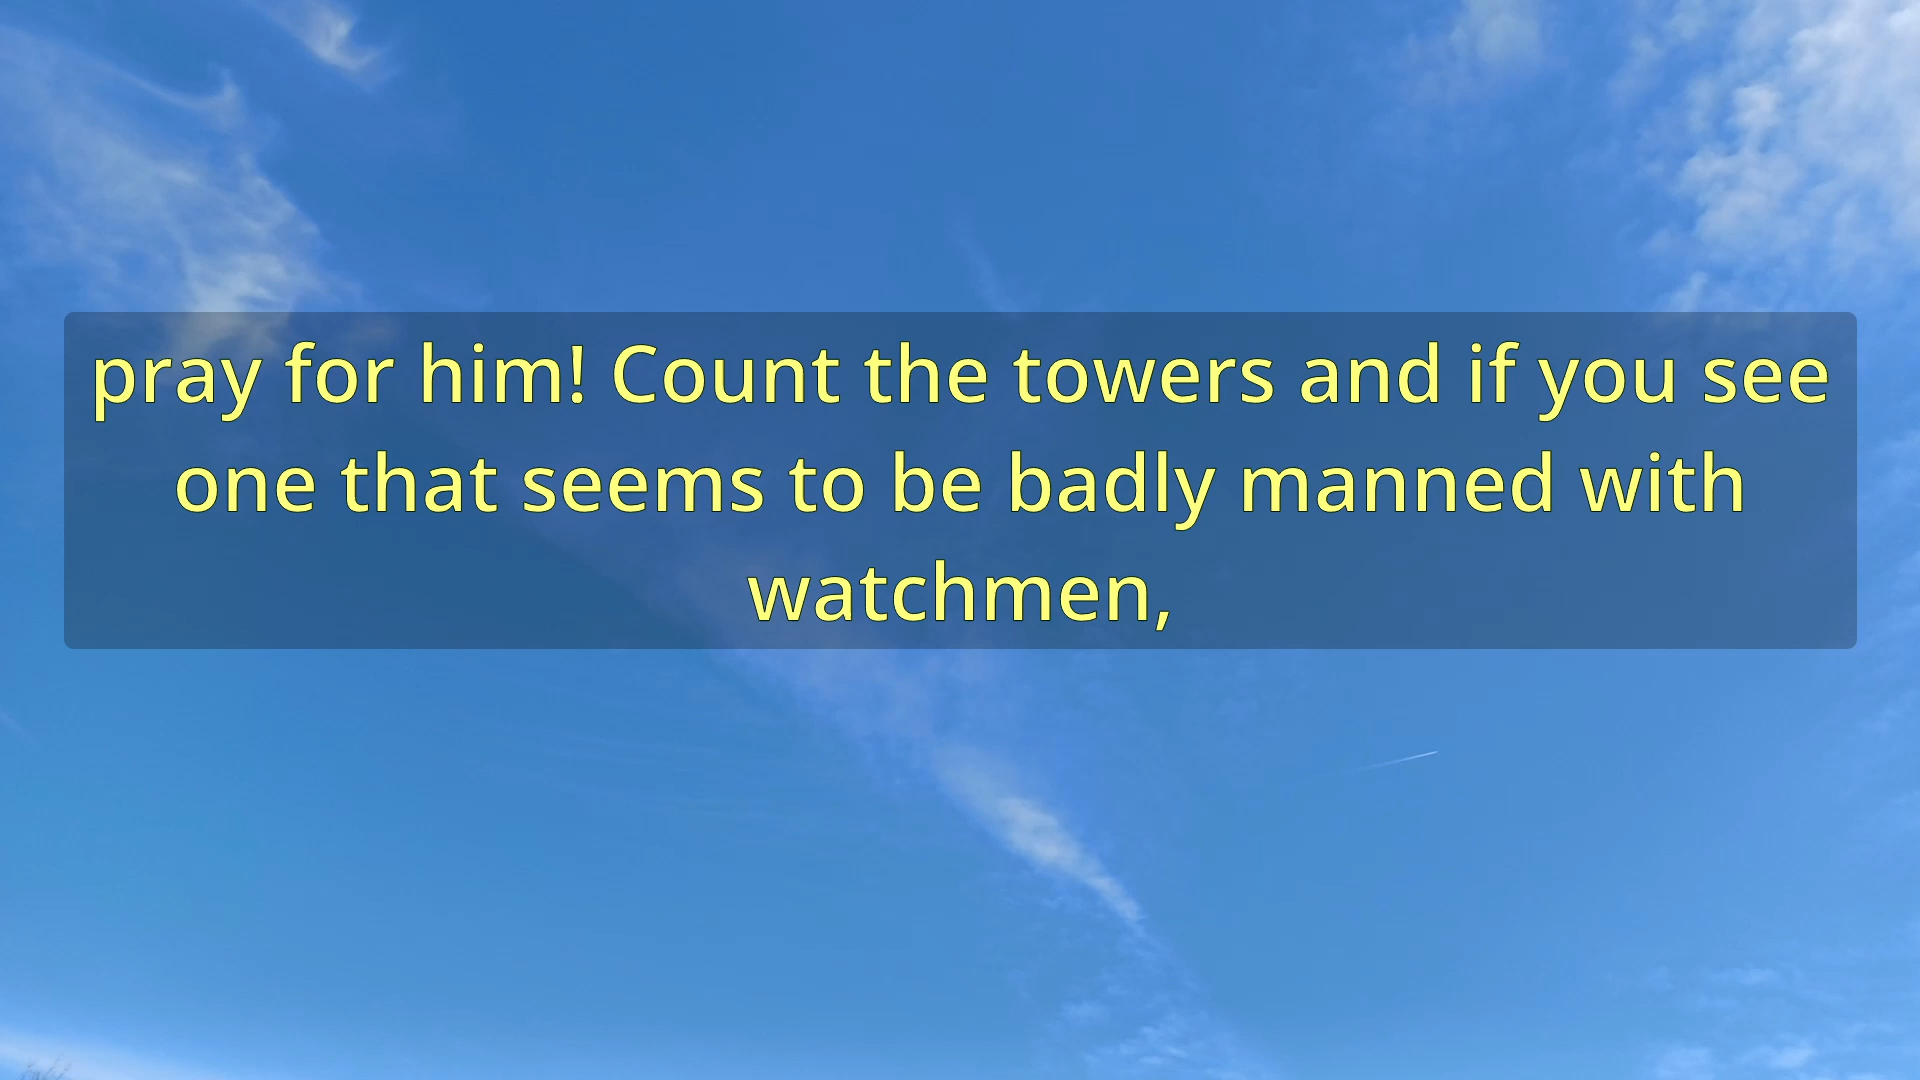 pray for him! Count the towers and if you see
one that seems to be badly manned with
watchmen,